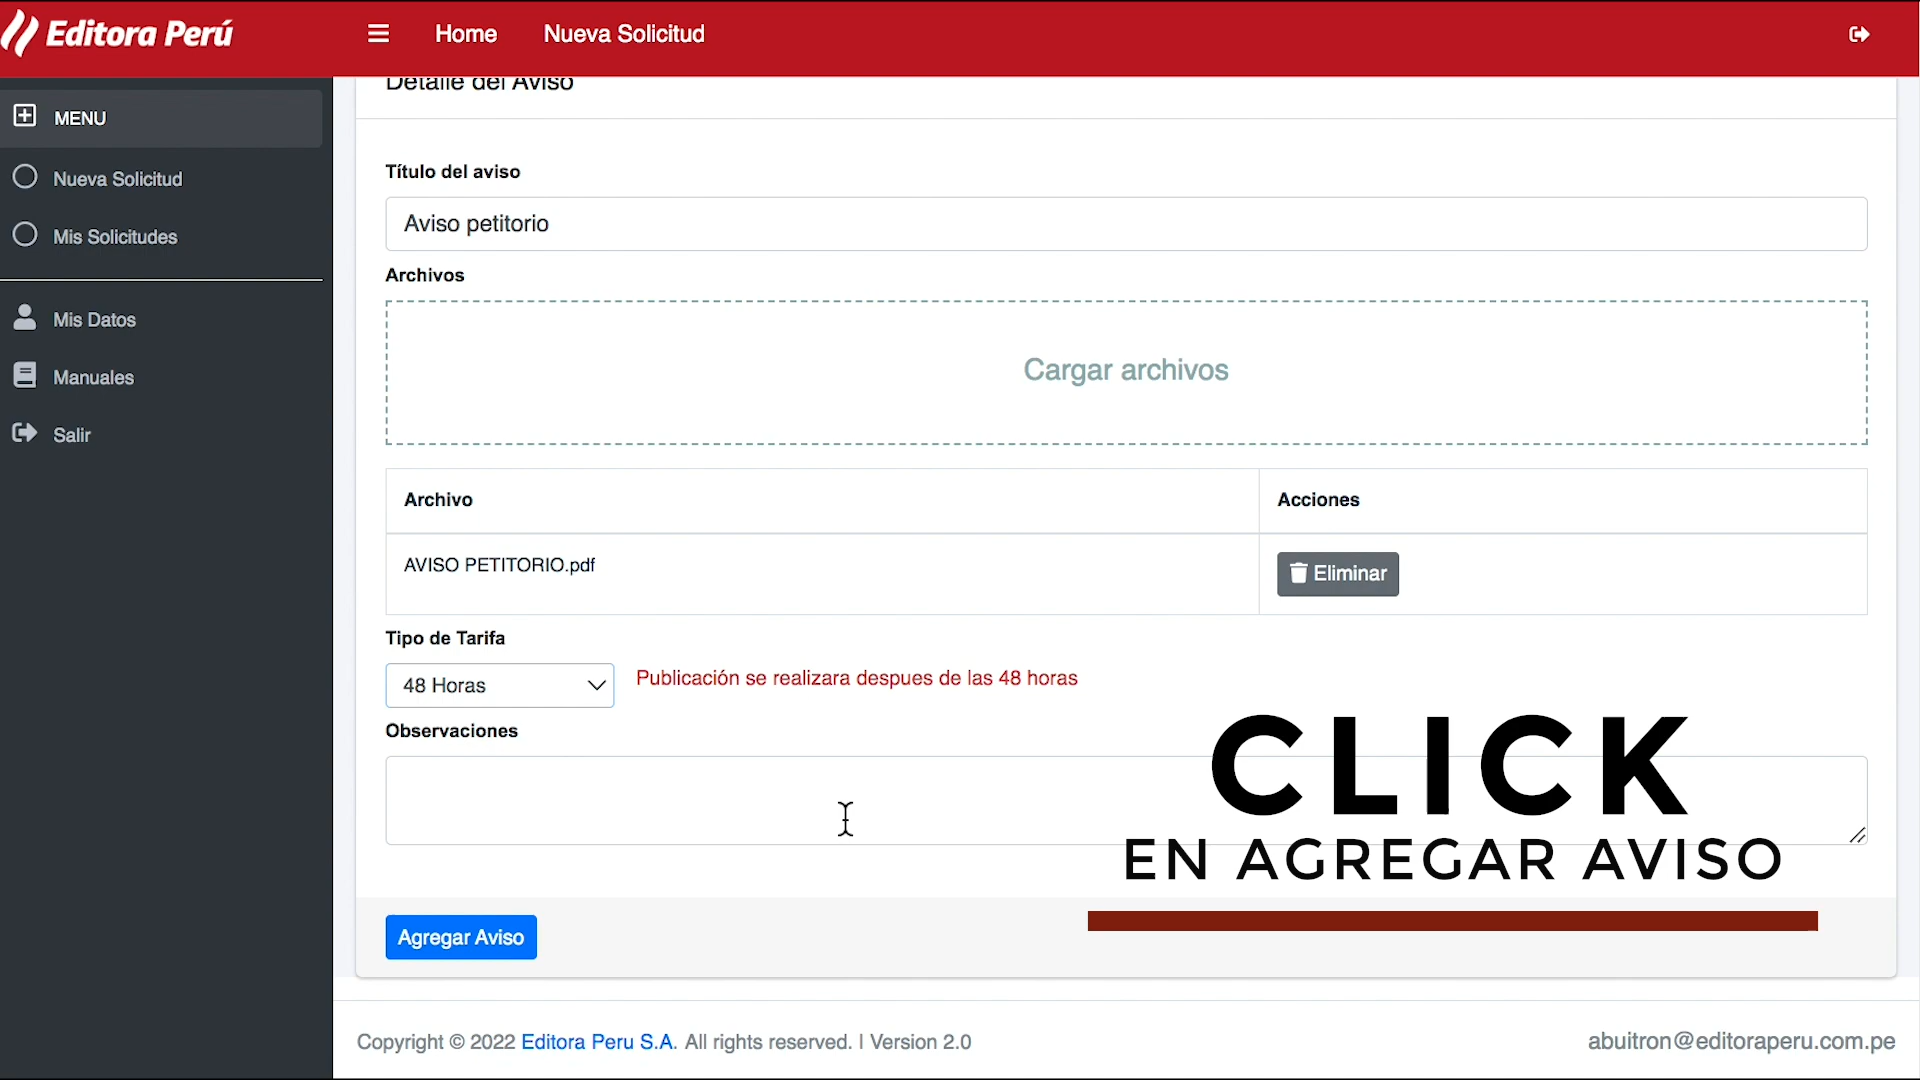 Editora Perú
Home
Nueva Solicitud
MENU
Nueva Solicitud
Mis Solicitudes
Mis Datos
Manuales
Salir
Detalle del Aviso
Título del aviso
Aviso petitorio
Archivos
Cargar archivos
Archivo
Acciones
AVISO PETITORIO.pdf
Eliminar
Tipo de Tarifa
48 Horas
Publicación se realizara despues de las 48 horas
Observaciones
CLICK
EN AGREGAR AVISO
Agregar Aviso
Copyright © 2022 Editora Peru S.A. All rights reserved. | Version 2.0
abuitron@editoraperu.com.pe